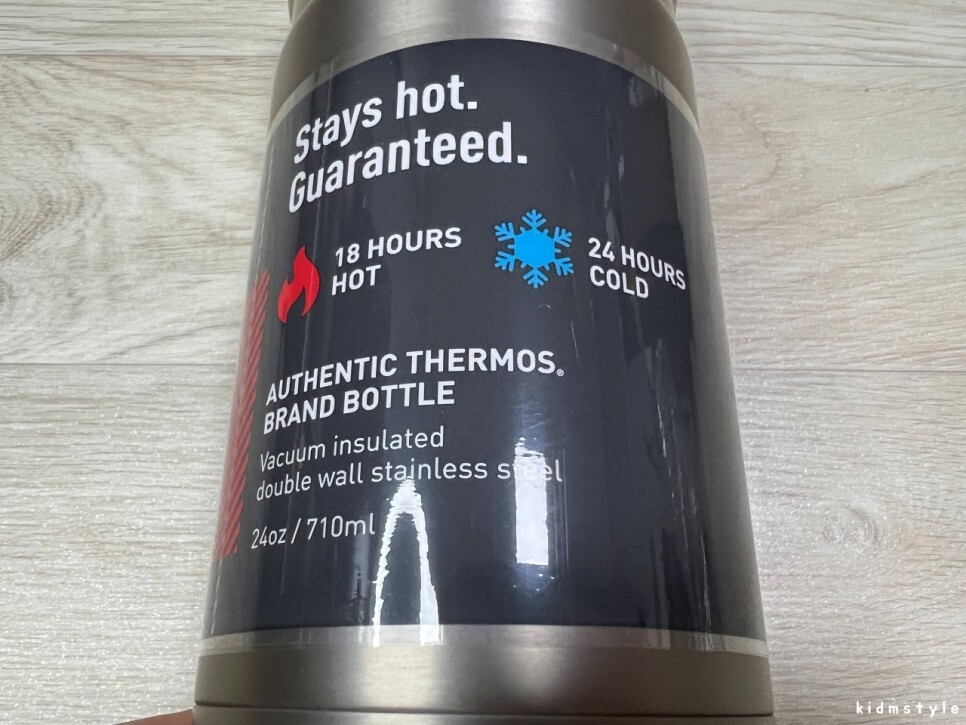 Stays hot.
Guaranteed.
18 HOURS
HOT
24 HOURS
COLD
AUTHENTIC THERMOS®
BRAND BOTTLE
Vacuum insulated
double wall stainless steel
24oz / 710ml
kidmstyle